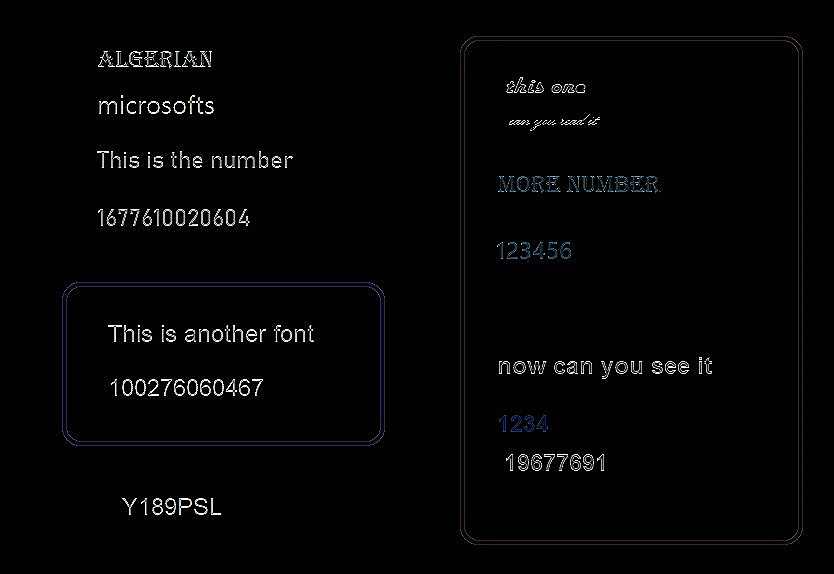 ALGERIAN
microsofts
This is the number
1677610020604
This is another font
100276060467
Y189PSL
this one
can you read it
MORE NUMBER
123456
now can you see it
1234
19677691